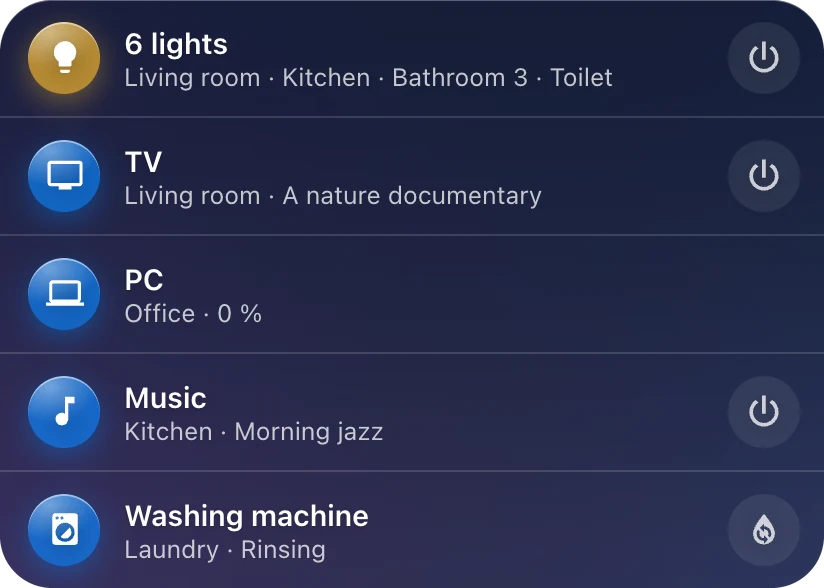 6 lights
Living room · Kitchen · Bathroom 3 · Toilet
TV
Living room · A nature documentary
PC
Office · 0 %
Music
Kitchen · Morning jazz
Washing machine
Laundry · Rinsing